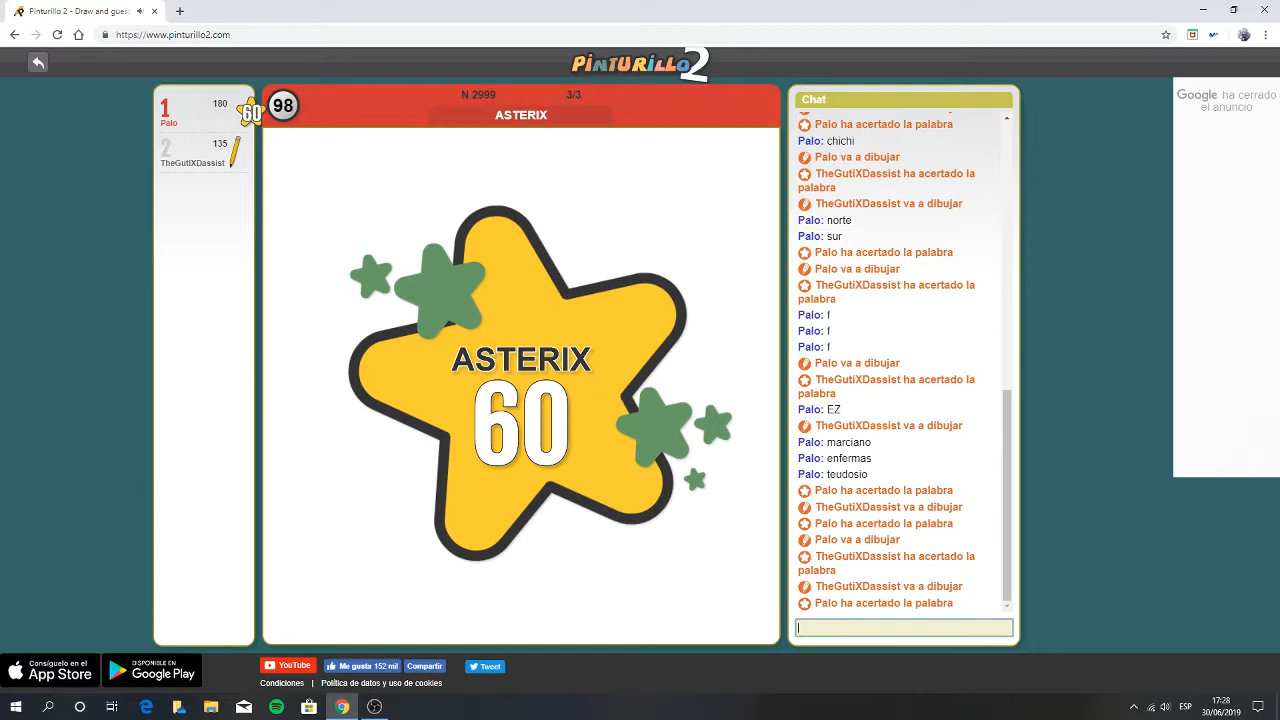 Pinturillo 2 - Draw and guess
https://www.pinturillo2.com
PINTURILLO2
1
180
Palo
60
2
135
TheGutiXDassist
98
N 2999
3/3
ASTERIX
ASTERIX
60
Chat
Palo ha acertado la palabra
Palo: chichi
Palo va a dibujar
TheGutiXDassist ha acertado la
palabra
TheGutiXDassist va a dibujar
Palo: norte
Palo: sur
Palo ha acertado la palabra
Palo va a dibujar
TheGutiXDassist ha acertado la
palabra
Palo: f
Palo: f
Palo: f
Palo va a dibujar
TheGutiXDassist ha acertado la
palabra
Palo: EZ
TheGutiXDassist va a dibujar
Palo: marciano
Palo: enfermas
Palo: teudosio
Palo ha acertado la palabra
TheGutiXDassist va a dibujar
Palo ha acertado la palabra
Palo va a dibujar
TheGutiXDassist ha acertado la
palabra
TheGutiXDassist va a dibujar
Palo ha acertado la palabra
Google ha cerrado
el anuncio
Consíguelo en el
App Store
DISPONIBLE EN
Google Play
YouTube
Me gusta 152 mil
Compartir
Tweet
Condiciones | Política de datos y uso de cookies
ESP
17:28
30/06/2019